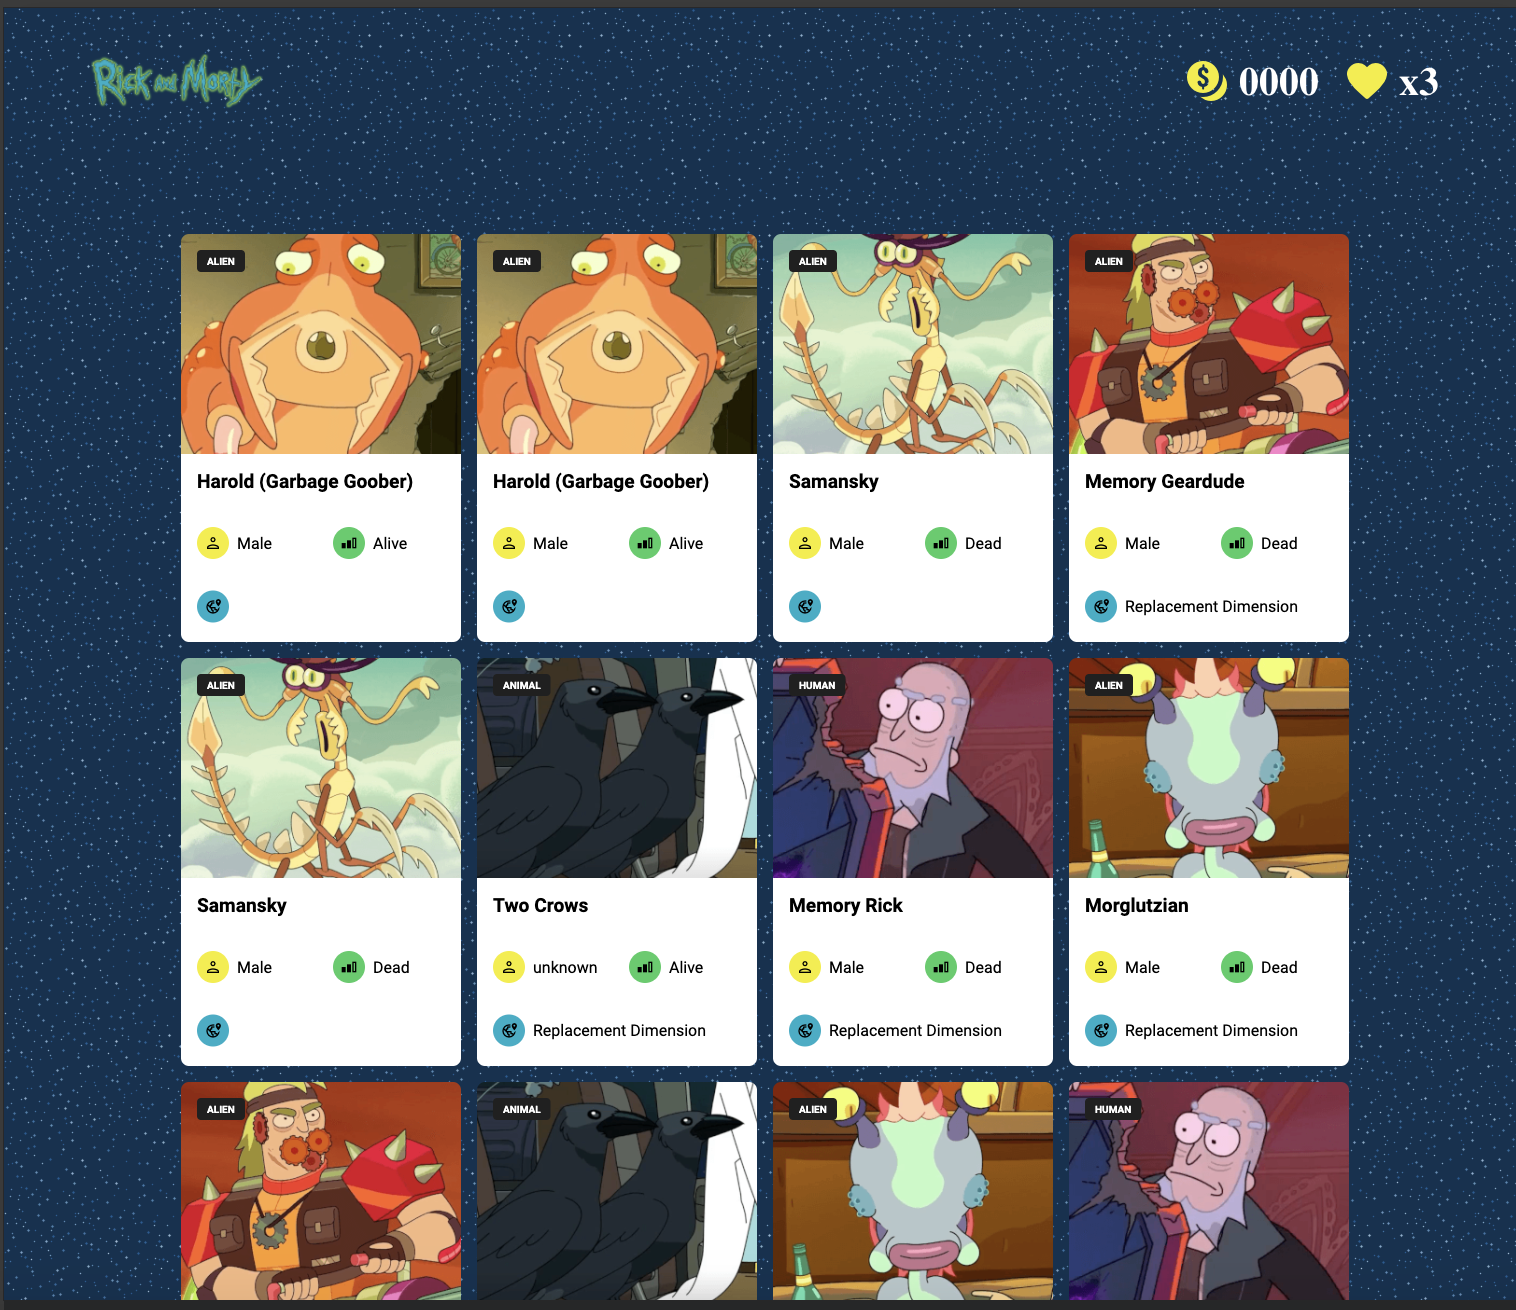 Rick and Morty
$ 0000 x3
ALIEN ALIEN ALIEN ALIEN
Harold (Garbage Goober) Harold (Garbage Goober) Samansky Memory Geardude
Male Alive Male Alive Male Dead Male Dead
Replacement Dimension
ALIEN ANIMAL HUMAN ALIEN
Samansky Two Crows Memory Rick Morglutzian
Male Dead unknown Alive Male Dead Male Dead
Replacement Dimension Replacement Dimension Replacement Dimension
ALIEN ANIMAL ALIEN HUMAN